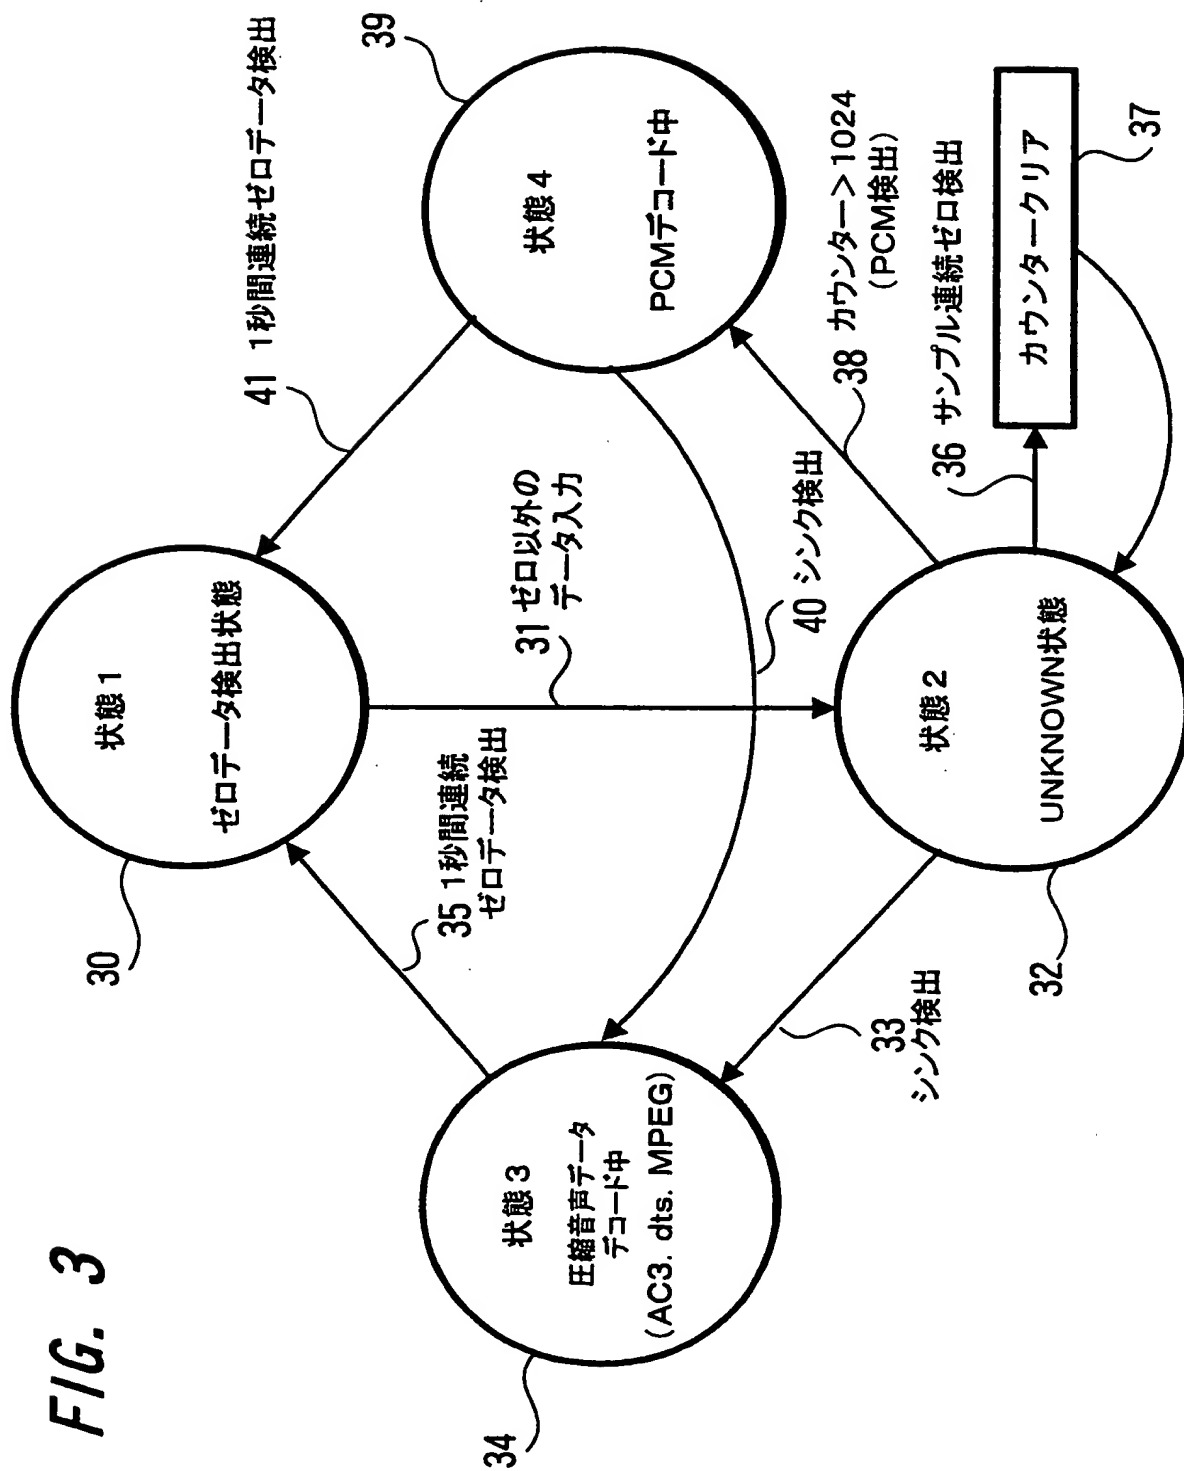 FIG. 3
30
状態1
ゼロデータ検出状態
41 1秒間連続ゼロデータ検出
39
状態4
PCMデコード中
35 1秒間連続
ゼロデータ検出
31 ゼロ以外の
データ入力
34
状態3
圧縮音声データ
デコード中
(AC3. dts. MPEG)
40 シンク検出
38 カウンター>1024
(PCM検出)
33
シンク検出
32
状態2
UNKNOWN状態
36 サンプル連続ゼロ検出
カウンタークリア
37